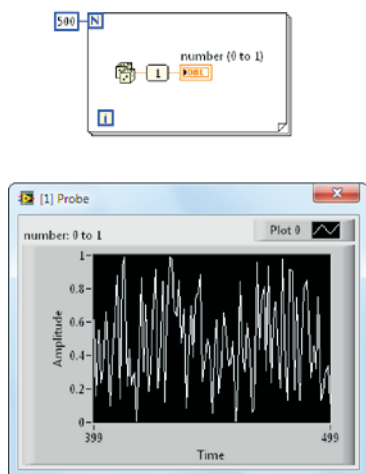 500 N
number (0 to 1)
1
DBL
i
[1] Probe
number: 0 to 1
Plot 0
Amplitude
1
0.8
0.6
0.4
0.2
0
399
499
Time